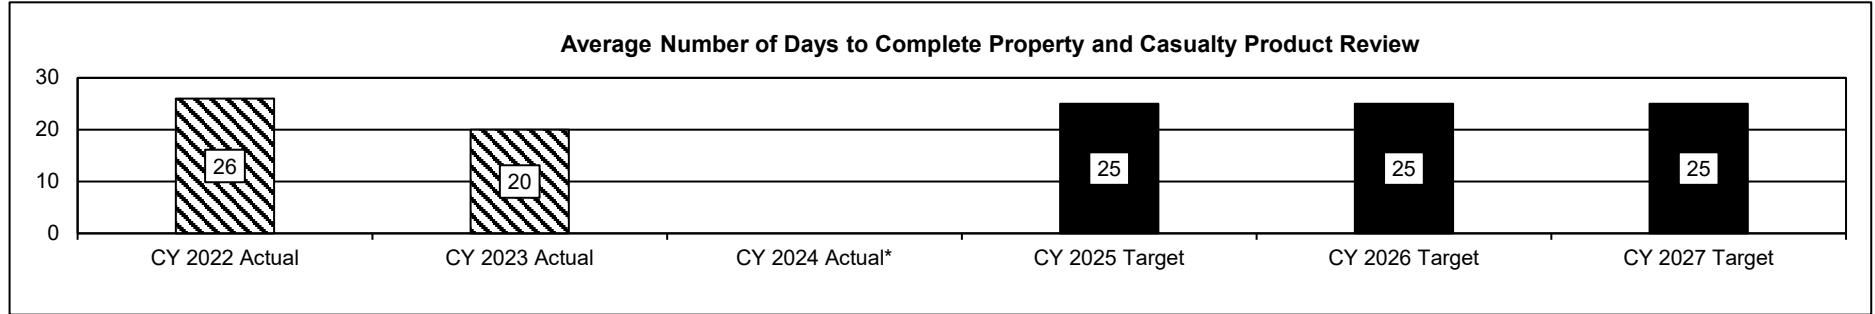 Average Number of Days to Complete Property and Casualty Product Review
30
20
10
0
26
20
25
25
25
CY 2022 Actual
CY 2023 Actual
CY 2024 Actual*
CY 2025 Target
CY 2026 Target
CY 2027 Target